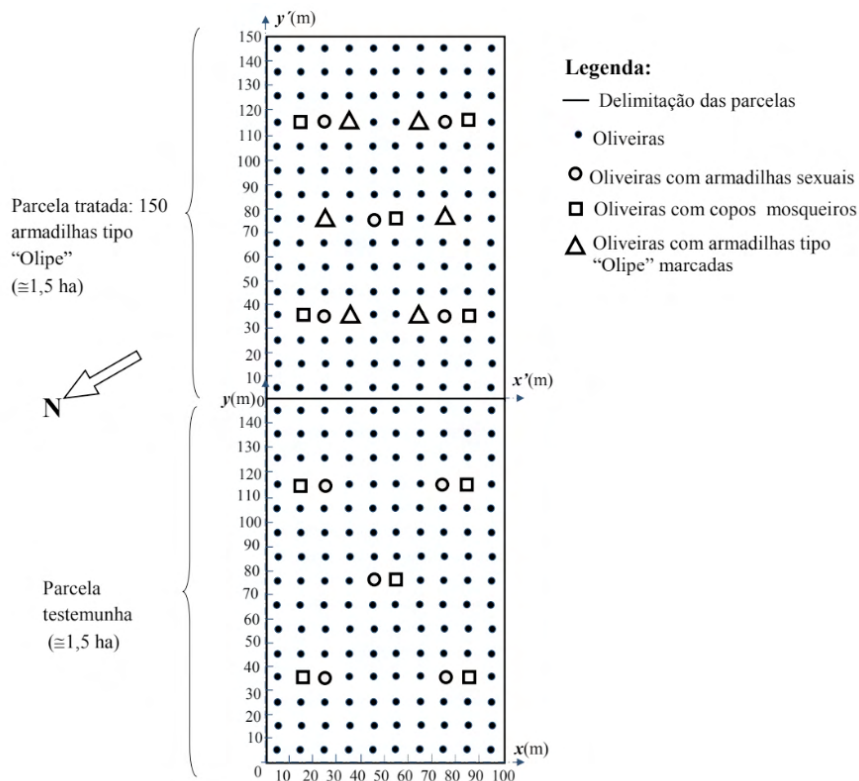 y´(m)
150
140
130
120
110
100
90
80
70
60
50
40
30
20
10
0
x’(m)
Parcela tratada: 150
armadilhas tipo
“Olipe”
(≅1,5 ha)
N
y(m)
140
130
120
110
100
90
80
70
60
50
40
30
20
10
0
10 20 30 40 50 60 70 80 90 100
x(m)
Parcela
testemunha
(≅1,5 ha)
Legenda:
Delimitação das parcelas
Oliveiras
Oliveiras com armadilhas sexuais
Oliveiras com copos mosqueiros
Oliveiras com armadilhas tipo
“Olipe” marcadas